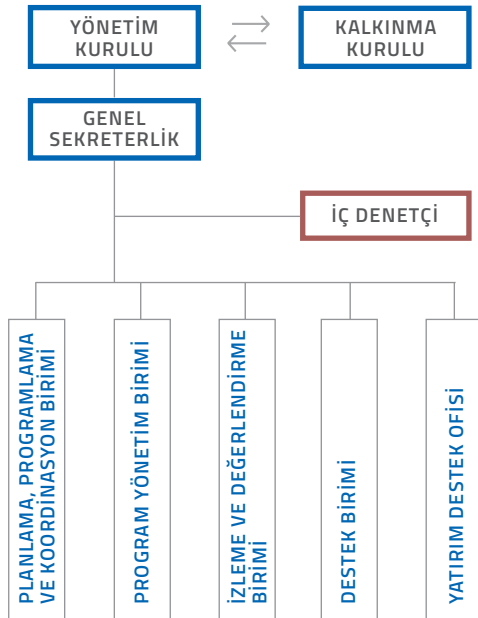 YÖNETİM
KURULU
KALKINMA
KURULU
GENEL
SEKRETERLİK
İÇ DENETÇİ
PLANLAMA, PROGRAMLAMA
VE KOORDİNASYON BİRİMİ
PROGRAM YÖNETİM BİRİMİ
İZLEME VE DEĞERLENDİRME
BİRİMİ
DESTEK BİRİMİ
YATIRIM DESTEK OFİSİ